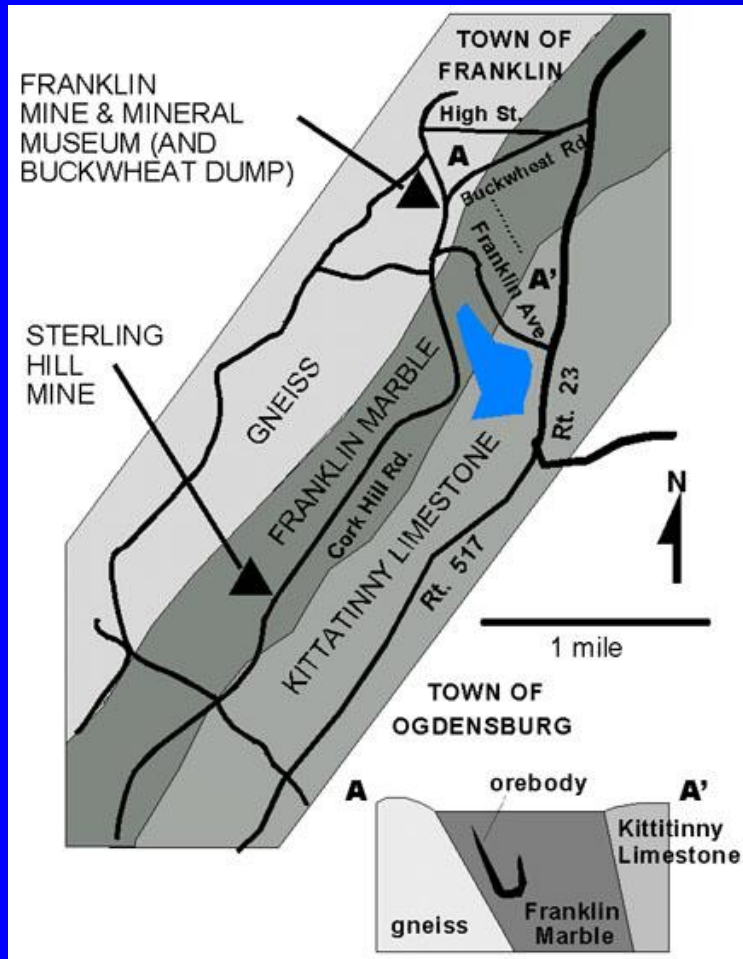 TOWN OF
FRANKLIN
FRANKLIN
MINE & MINERAL
MUSEUM (AND
BUCKWHEAT DUMP)
High St.
A
Buckwheat Rd.
Franklin Ave
A'
STERLING
HILL
MINE
GNEISS
FRANKLIN MARBLE
Cork Hill Rd.
KITTATINNY LIMESTONE
Rt. 23
Rt. 517
N
1 mile
TOWN OF
OGDENSBURG
A
orebody
A'
Kittitinny
Limestone
gneiss
Franklin
Marble